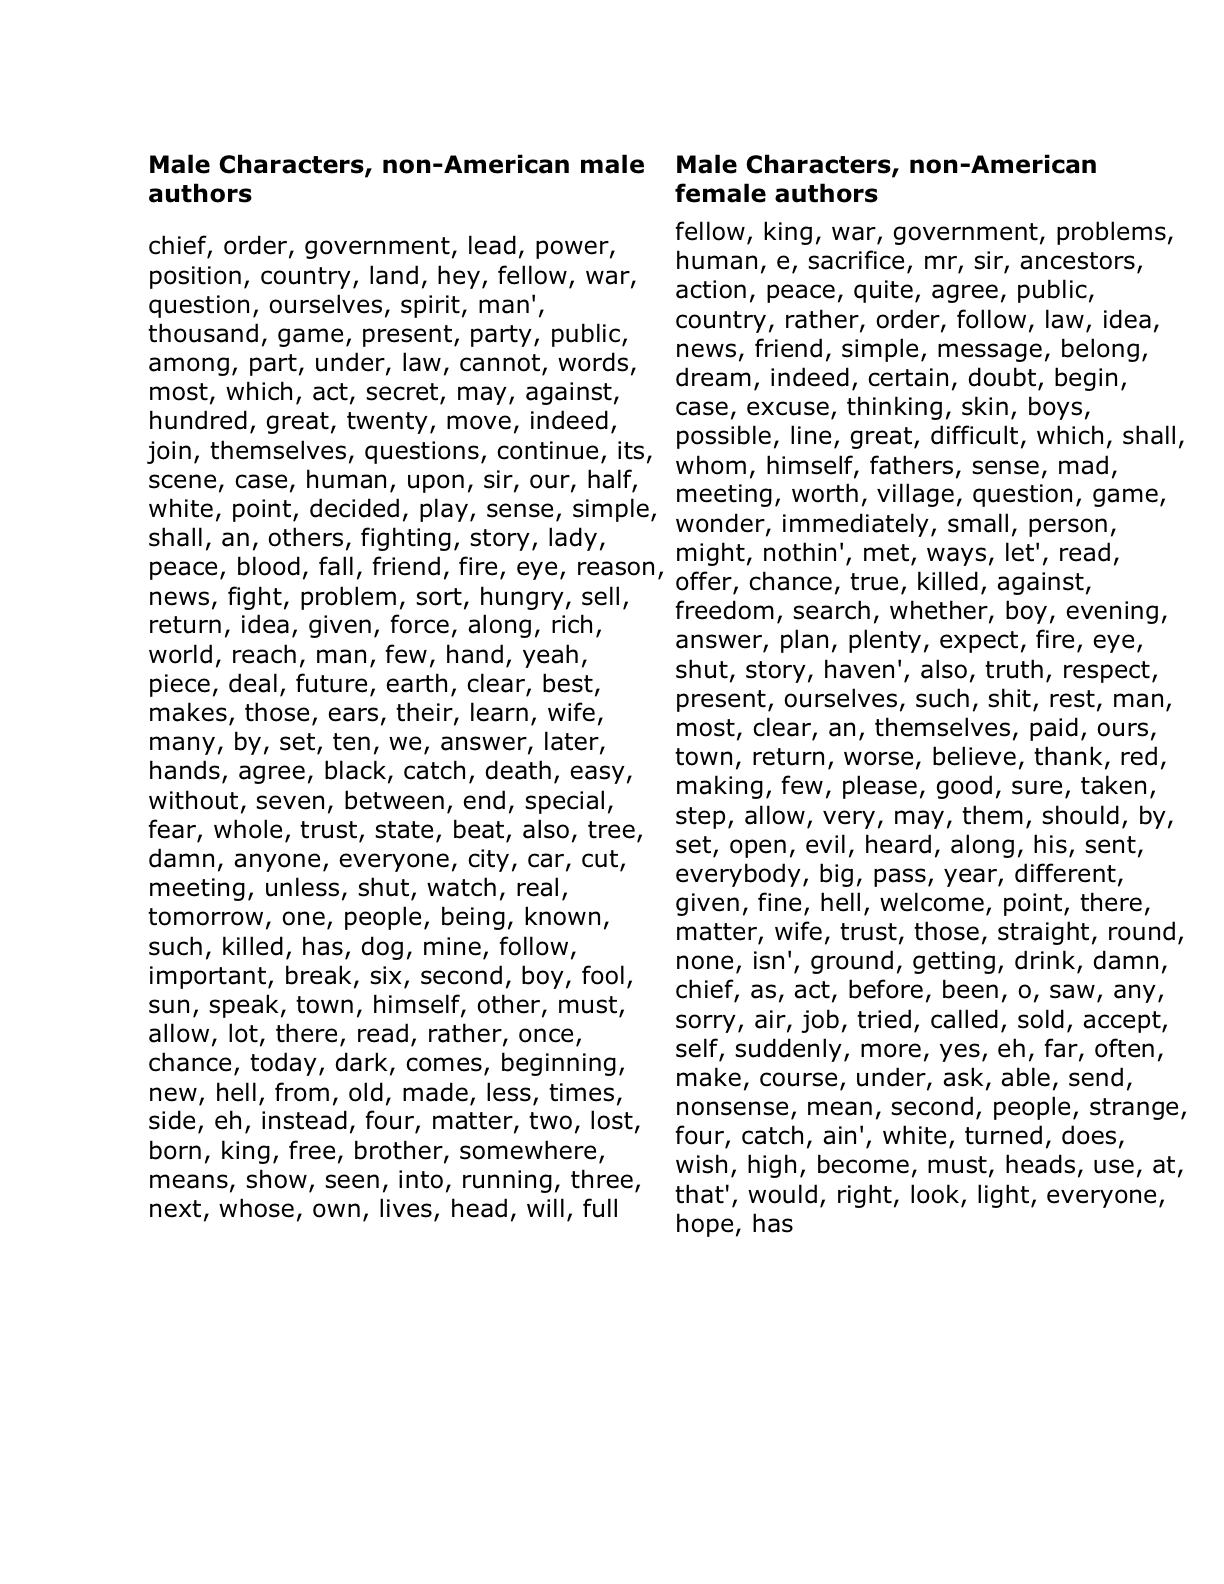 Male Characters, non-American male
authors
chief, order, government, lead, power,
position, country, land, hey, fellow, war,
question, ourselves, spirit, man',
thousand, game, present, party, public,
among, part, under, law, cannot, words,
most, which, act, secret, may, against,
hundred, great, twenty, move, indeed,
join, themselves, questions, continue, its,
scene, case, human, upon, sir, our, half,
white, point, decided, play, sense, simple,
shall, an, others, fighting, story, lady,
peace, blood, fall, friend, fire, eye, reason,
news, fight, problem, sort, hungry, sell,
return, idea, given, force, along, rich,
world, reach, man, few, hand, yeah,
piece, deal, future, earth, clear, best,
makes, those, ears, their, learn, wife,
many, by, set, ten, we, answer, later,
hands, agree, black, catch, death, easy,
without, seven, between, end, special,
fear, whole, trust, state, beat, also, tree,
damn, anyone, everyone, city, car, cut,
meeting, unless, shut, watch, real,
tomorrow, one, people, being, known,
such, killed, has, dog, mine, follow,
important, break, six, second, boy, fool,
sun, speak, town, himself, other, must,
allow, lot, there, read, rather, once,
chance, today, dark, comes, beginning,
new, hell, from, old, made, less, times,
side, eh, instead, four, matter, two, lost,
born, king, free, brother, somewhere,
means, show, seen, into, running, three,
next, whose, own, lives, head, will, full
Male Characters, non-American
female authors
fellow, king, war, government, problems,
human, e, sacrifice, mr, sir, ancestors,
action, peace, quite, agree, public,
country, rather, order, follow, law, idea,
news, friend, simple, message, belong,
dream, indeed, certain, doubt, begin,
case, excuse, thinking, skin, boys,
possible, line, great, difficult, which, shall,
whom, himself, fathers, sense, mad,
meeting, worth, village, question, game,
wonder, immediately, small, person,
might, nothin', met, ways, let', read,
offer, chance, true, killed, against,
freedom, search, whether, boy, evening,
answer, plan, plenty, expect, fire, eye,
shut, story, haven', also, truth, respect,
present, ourselves, such, shit, rest, man,
most, clear, an, themselves, paid, ours,
town, return, worse, believe, thank, red,
making, few, please, good, sure, taken,
step, allow, very, may, them, should, by,
set, open, evil, heard, along, his, sent,
everybody, big, pass, year, different,
given, fine, hell, welcome, point, there,
matter, wife, trust, those, straight, round,
none, isn', ground, getting, drink, damn,
chief, as, act, before, been, o, saw, any,
sorry, air, job, tried, called, sold, accept,
self, suddenly, more, yes, eh, far, often,
make, course, under, ask, able, send,
nonsense, mean, second, people, strange,
four, catch, ain', white, turned, does,
wish, high, become, must, heads, use, at,
that', would, right, look, light, everyone,
hope, has